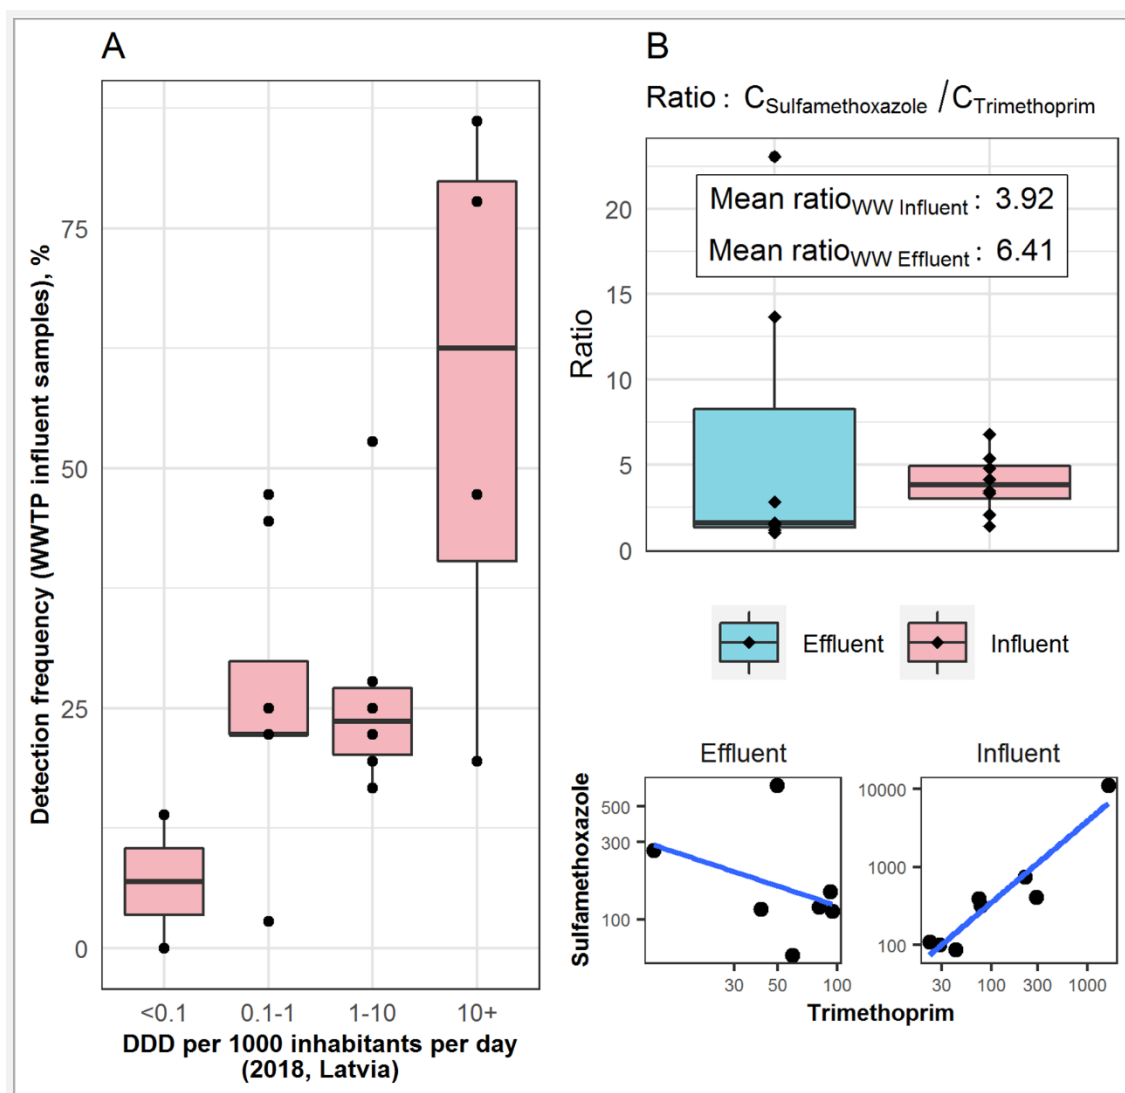 A
Detection frequency (WWTP influent samples), %
75
50
25
0
<0.1 0.1-1 1-10 10+
DDD per 1000 inhabitants per day
(2018, Latvia)
B
Ratio : C Sulfamethoxazole / C Trimethoprim
Mean ratio WW Influent : 3.92
Mean ratio WW Effluent : 6.41
Ratio
20
15
10
5
0
Effluent Influent
Effluent
Influent
Sulfamethoxazole
500
300
100
30 50 100
10000
1000
100
30 100 300 1000
Trimethoprim